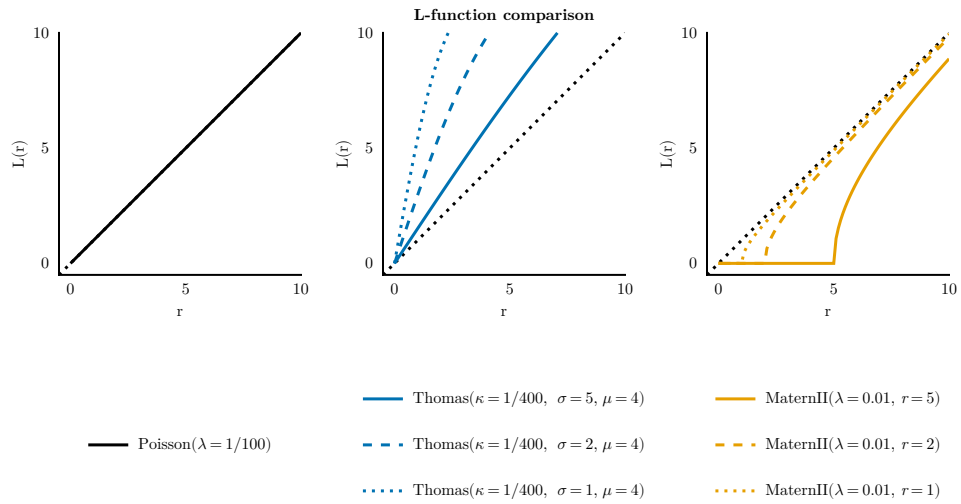 L-function comparison
10
5
0
L(r)
0
5
10
r
10
5
0
L(r)
0
5
10
r
10
5
0
L(r)
0
5
10
r
Poisson(λ = 1/100)
Thomas(κ = 1/400, σ = 5, μ = 4)
Thomas(κ = 1/400, σ = 2, μ = 4)
Thomas(κ = 1/400, σ = 1, μ = 4)
MaternII(λ = 0.01, r = 5)
MaternII(λ = 0.01, r = 2)
MaternII(λ = 0.01, r = 1)